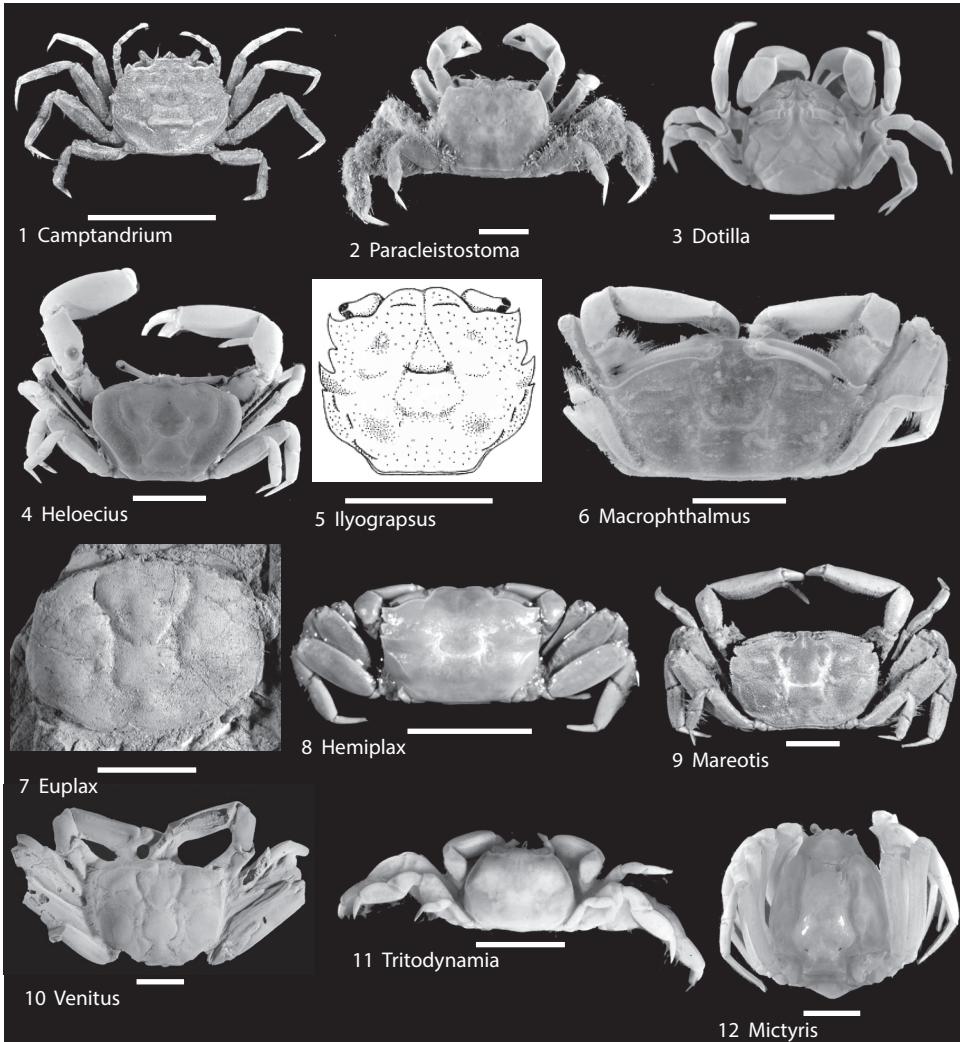 1 Camptandrium
2 Paracleistostoma
3 Dotilla
4 Heloecius
5 Ilyograpsus
6 Macrophthalmus
7 Euplax
8 Hemiplax
9 Mareotis
10 Venitus
11 Tritodynamia
12 Mictyris